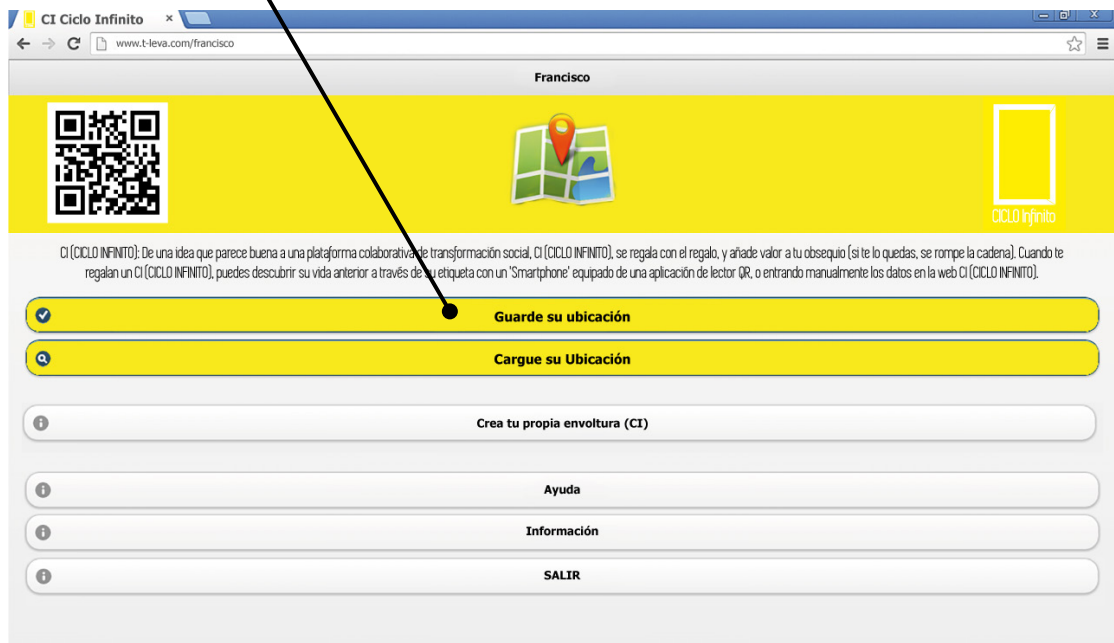 CI Ciclo Infinito
www.t-leva.com/francisco
Francisco
CICLO Infinito
CI (CICLO INFINITO): De una idea que parece buena a una plataforma colaborativa de transformación social, CI (CICLO INFINITO), se regala con el regalo, y añade valor a tu obsequio (si te lo quedas, se rompe la cadena). Cuando te
regalan un CI (CICLO INFINITO), puedes descubrir su vida anterior a través de su etiqueta con un 'Smartphone' equipado de una aplicación de lector QR, o entrando manualmente los datos en la web CI (CICLO INFINITO).
Guarde su ubicación
Cargue su Ubicación
Crea tu propia envoltura (CI)
Ayuda
Información
SALIR